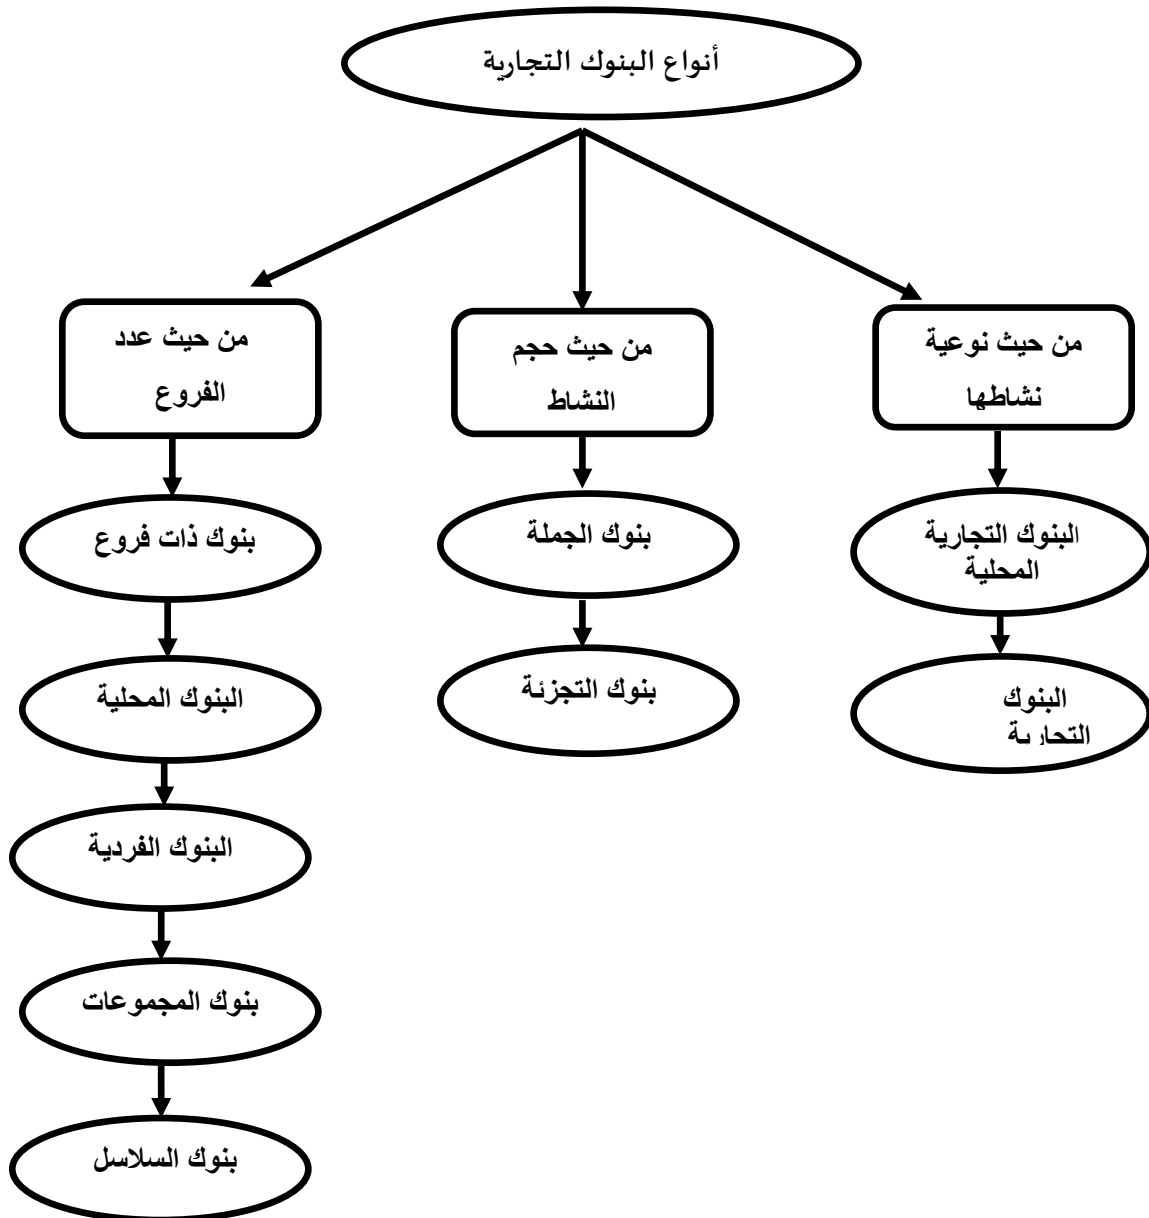 أنواع البنوك التجارية
من حيث نوعية
نشاطها
من حيث حجم
النشاط
من حيث عدد
الفروع
البنوك التجارية
المحلية
بنوك الجملة
بنوك ذات فروع
البنوك
التجارية
بنوك التجزئة
البنوك المحلية
البنوك الفردية
بنوك المجموعات
بنوك السلاسل